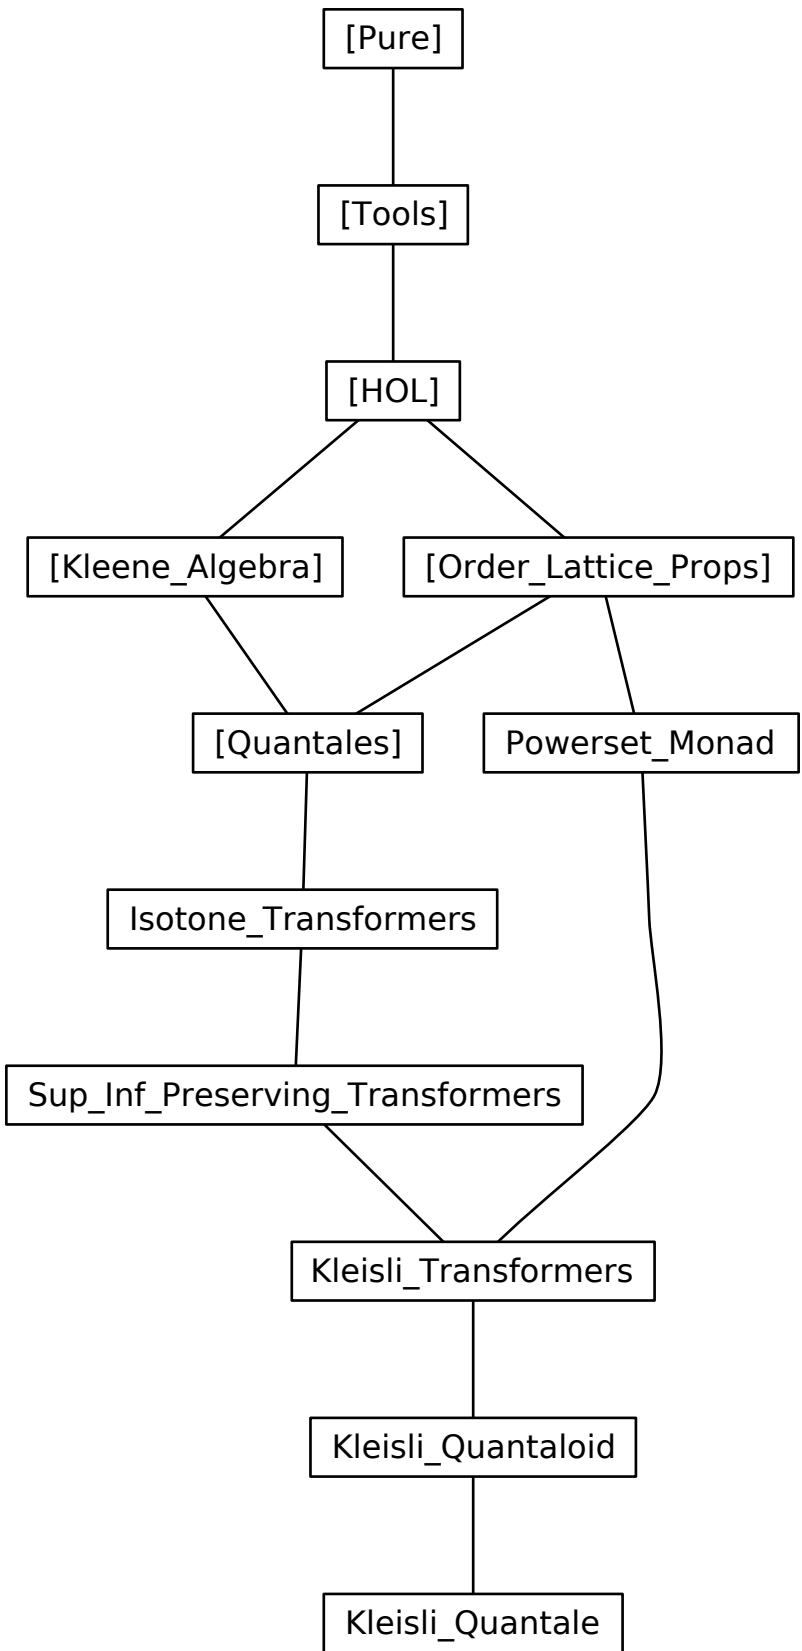 [Pure]
[Tools]
[HOL]
[Kleene_Algebra]
[Order_Lattice_Props]
[Quantales]
Powerset_Monad
Isotone_Transformers
Sup_Inf_Preserving_Transformers
Kleisli_Transformers
Kleisli_Quantaloid
Kleisli_Quantale